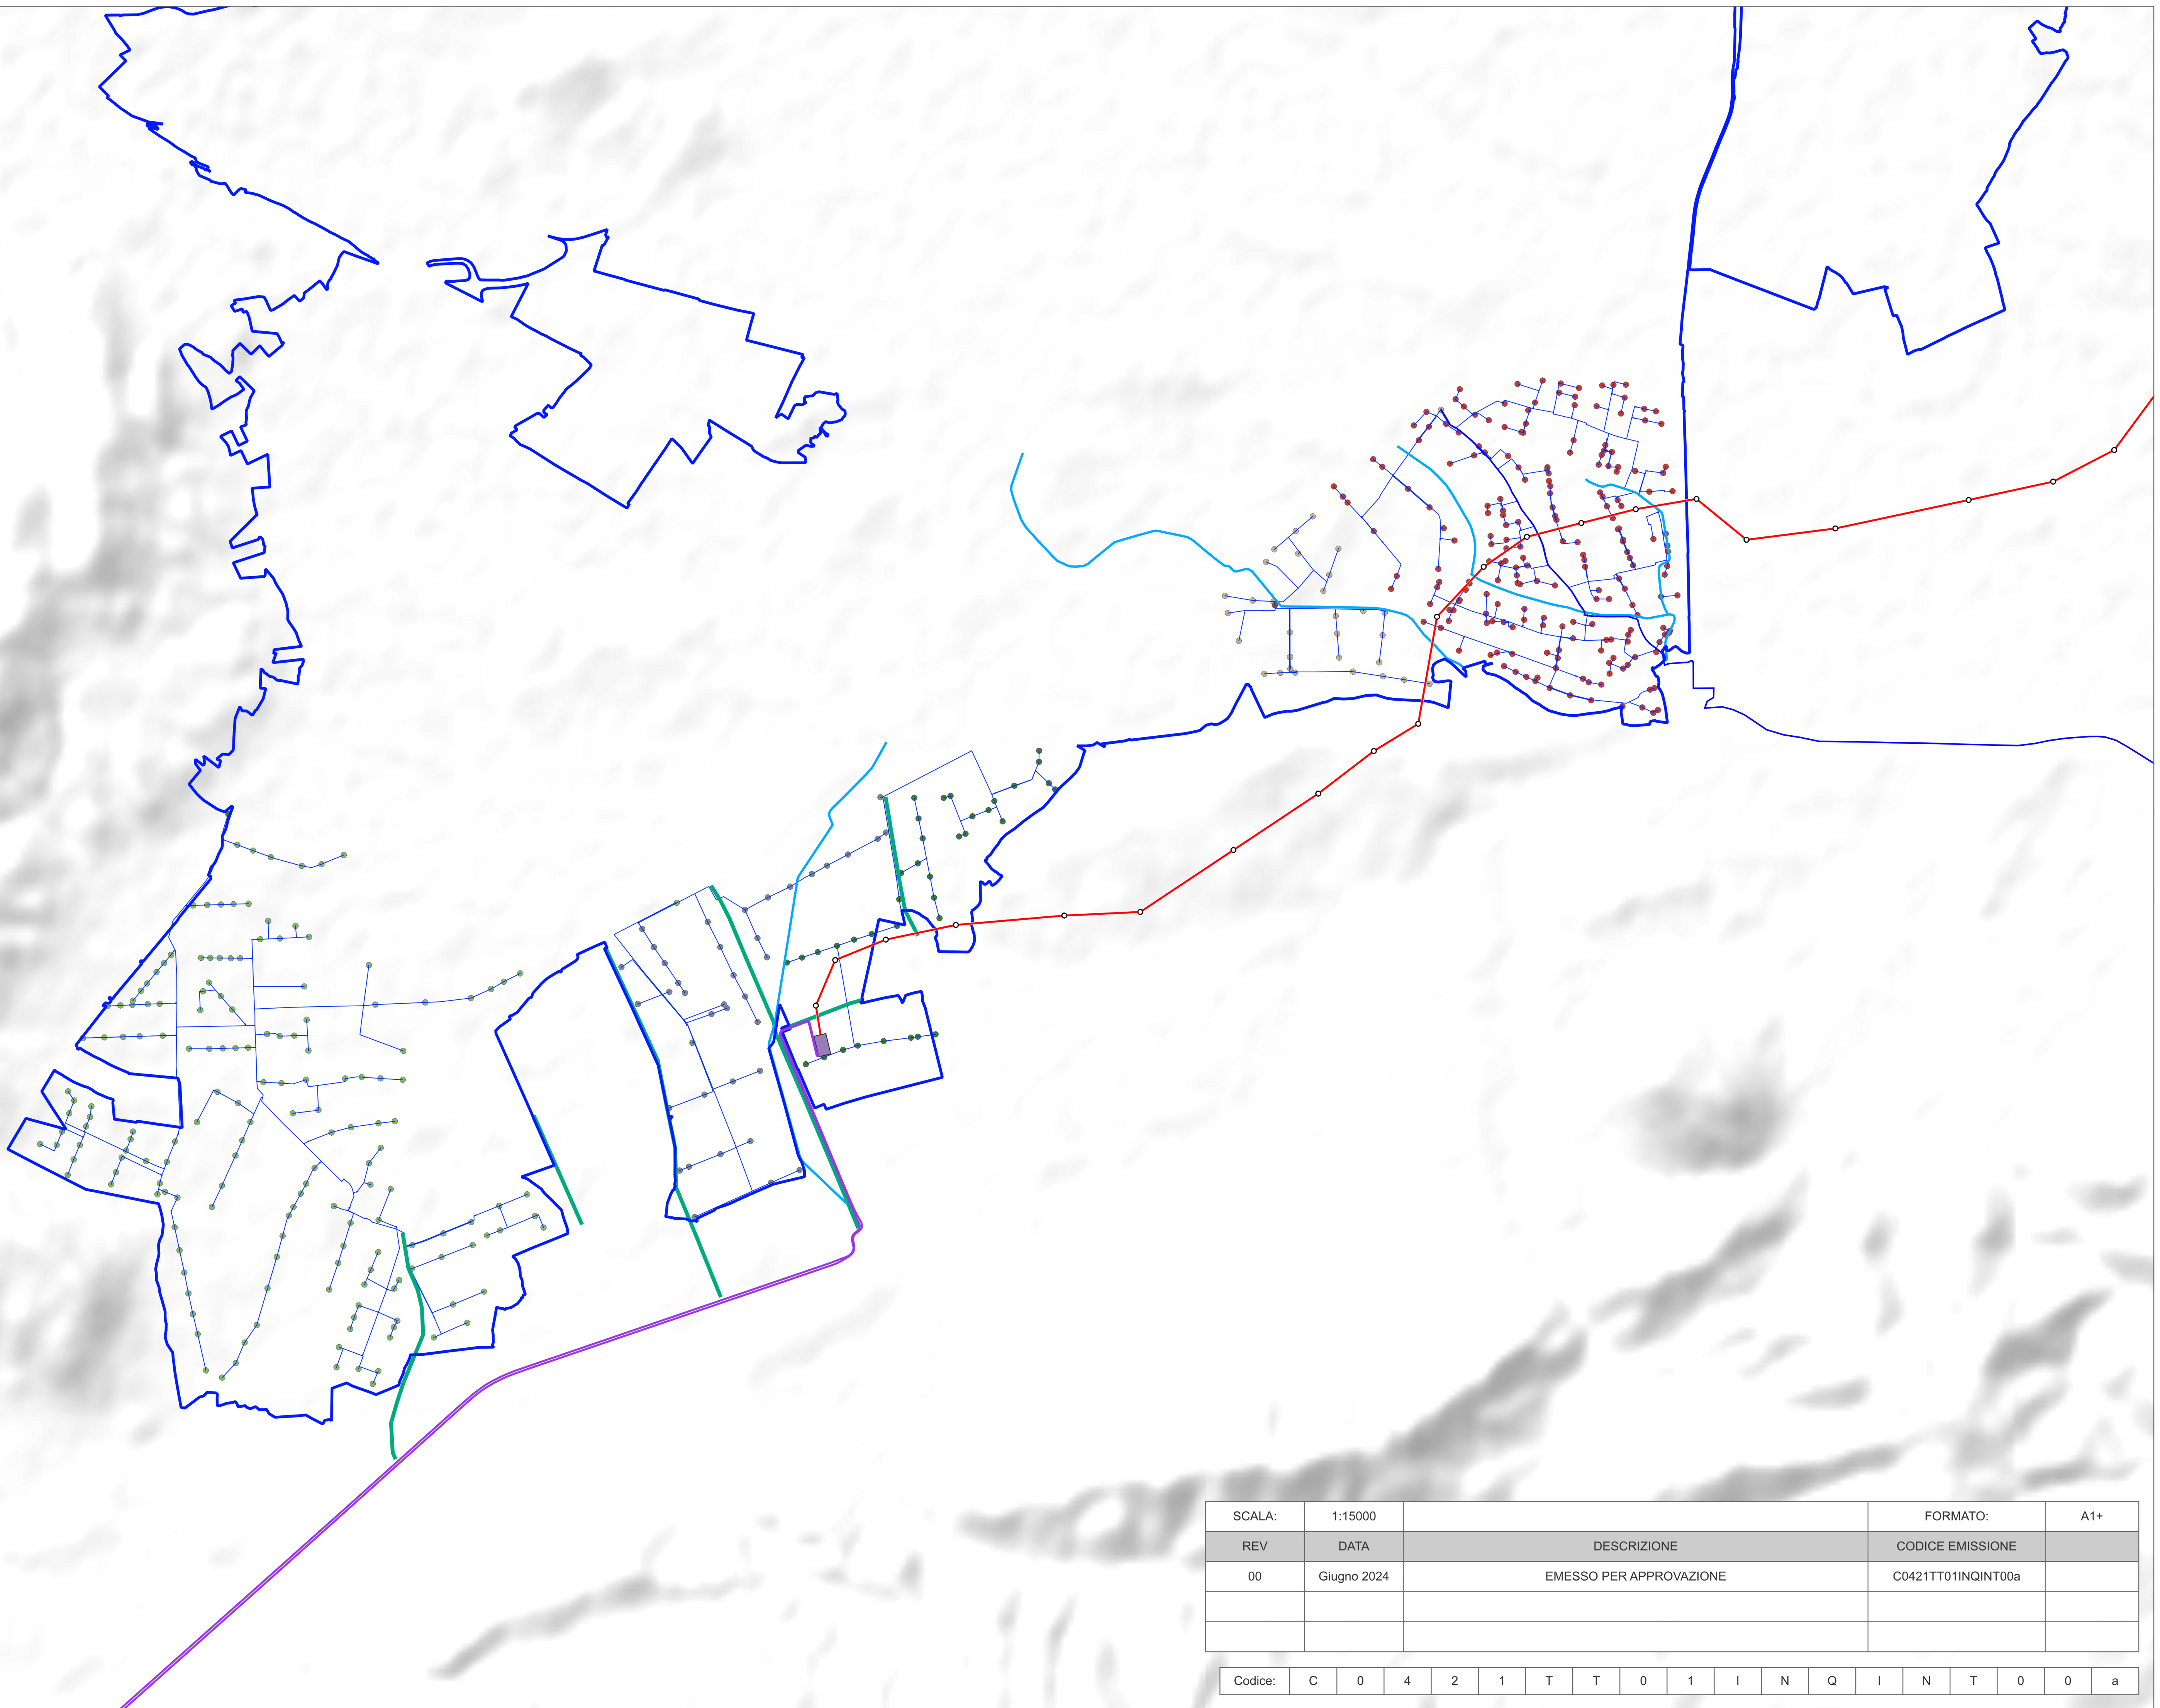 SCALA: 1:15000 FORMATO: A1+
REV DATA DESCRIZIONE CODICE EMISSIONE
00 Giugno 2024 EMESSO PER APPROVAZIONE C0421TT01INQINT00a
Codice: C 0 4 2 1 T T 0 1 I N Q I N T 0 0 a